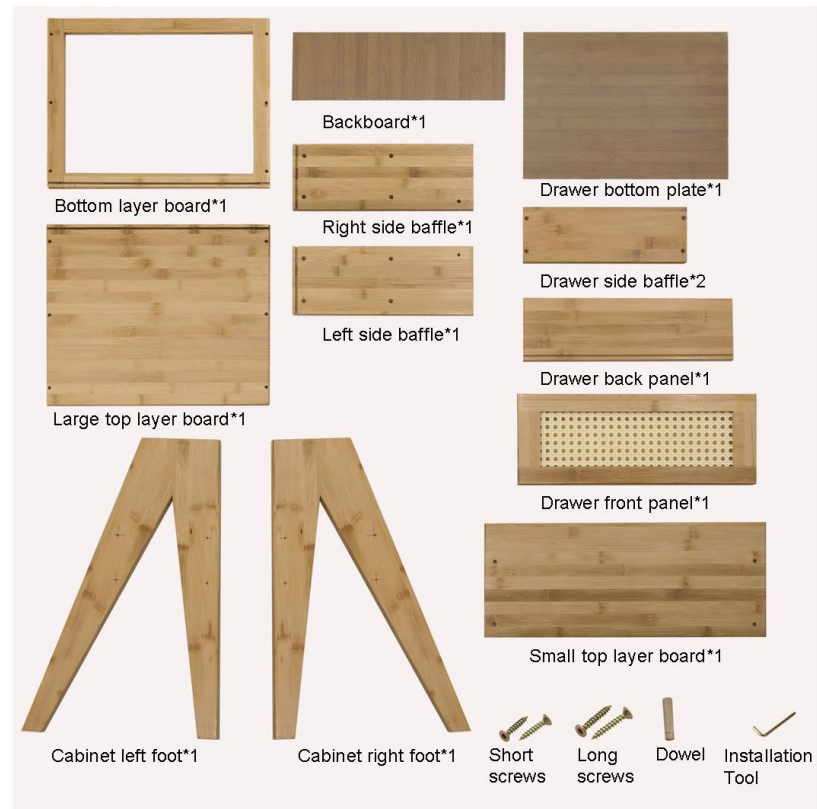 Backboard*1
Drawer bottom plate*1
Bottom layer board*1
Right side baffle*1
Drawer side baffle*2
Left side baffle*1
Drawer back panel*1
Large top layer board*1
Drawer front panel*1
Small top layer board*1
Cabinet left foot*1
Cabinet right foot*1
Short
screws
Long
screws
Dowel
Installation
Tool